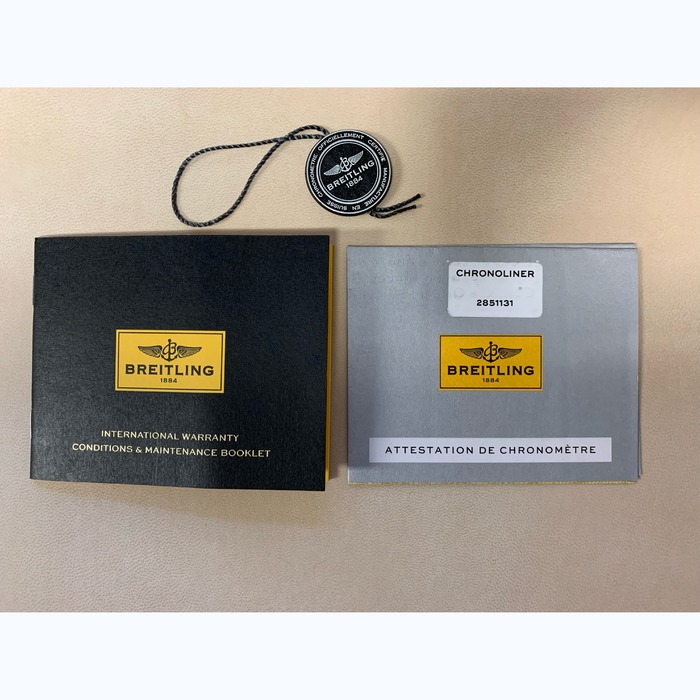 CHRONOMÈTRE OFFICIELLEMENT CERTIFIÉ MANUFACTURÉ EN SUISSE
BREITLING
1884
BREITLING
1884
INTERNATIONAL WARRANTY
CONDITIONS & MAINTENANCE BOOKLET
CHRONOLINER
2851131
BREITLING
1884
ATTESTATION DE CHRONOMÈTRE